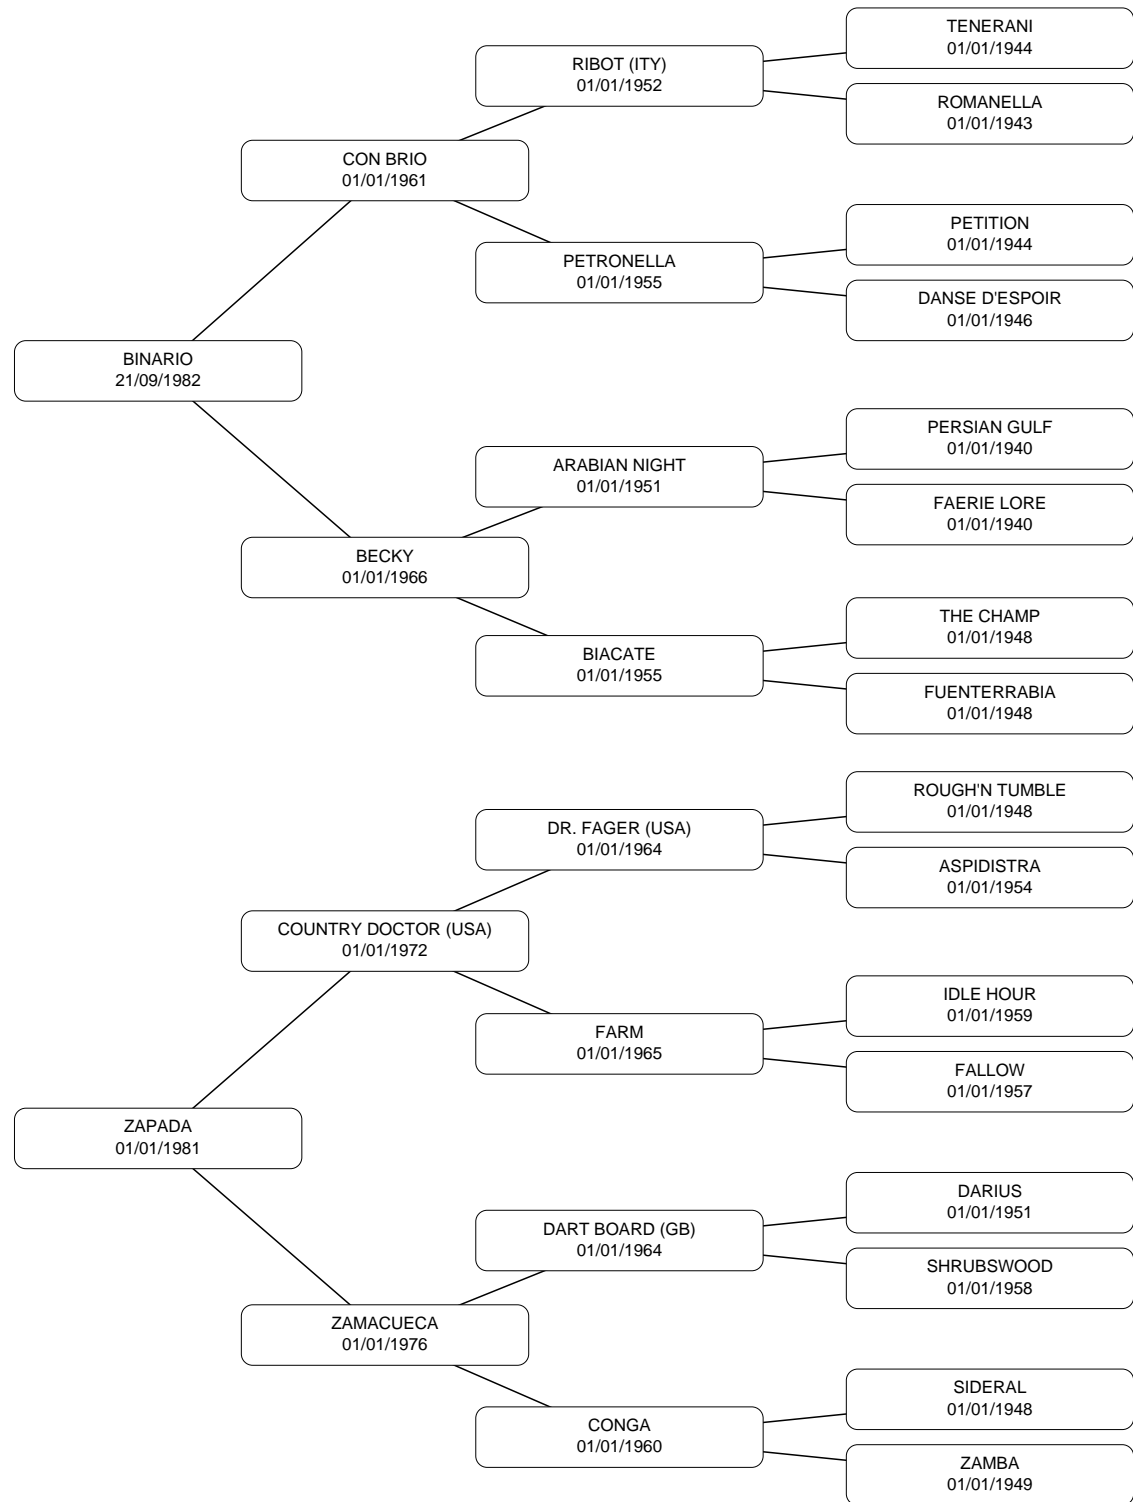 TENERANI
01/01/1944
RIBOT (ITY)
01/01/1952
ROMANELLA
01/01/1943
CON BRIO
01/01/1961
PETITION
01/01/1944
PETRONELLA
01/01/1955
DANSE D'ESPOIR
01/01/1946
BINARIO
21/09/1982
PERSIAN GULF
01/01/1940
ARABIAN NIGHT
01/01/1951
FAERIE LORE
01/01/1940
BECKY
01/01/1966
THE CHAMP
01/01/1948
BIACATE
01/01/1955
FUENTERRABIA
01/01/1948
ROUGH'N TUMBLE
01/01/1948
DR. FAGER (USA)
01/01/1964
ASPIDISTRA
01/01/1954
COUNTRY DOCTOR (USA)
01/01/1972
IDLE HOUR
01/01/1959
FARM
01/01/1965
FALLOW
01/01/1957
ZAPADA
01/01/1981
DARIUS
01/01/1951
DART BOARD (GB)
01/01/1964
SHRUBSWOOD
01/01/1958
ZAMACUECA
01/01/1976
SIDERAL
01/01/1948
CONGA
01/01/1960
ZAMBA
01/01/1949